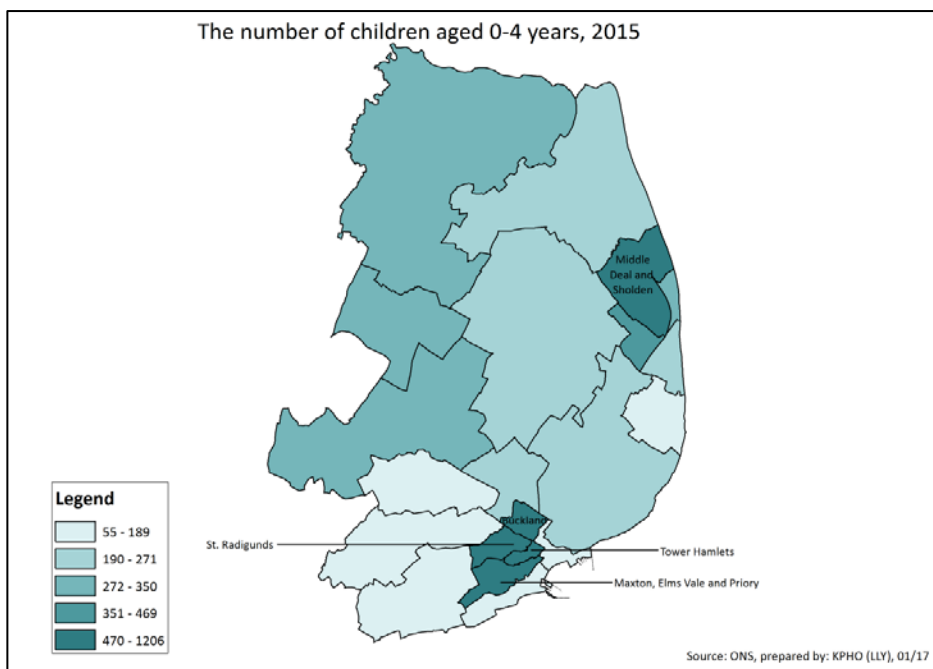 The number of children aged 0-4 years, 2015
Middle
Deal and
Sholden
Buckland
St. Radigunds
Tower Hamlets
Maxton, Elms Vale and Priory
Legend
55 - 189
190 - 271
272 - 350
351 - 469
470 - 1206
Source: ONS, prepared by: KPHO (LLY), 01/17